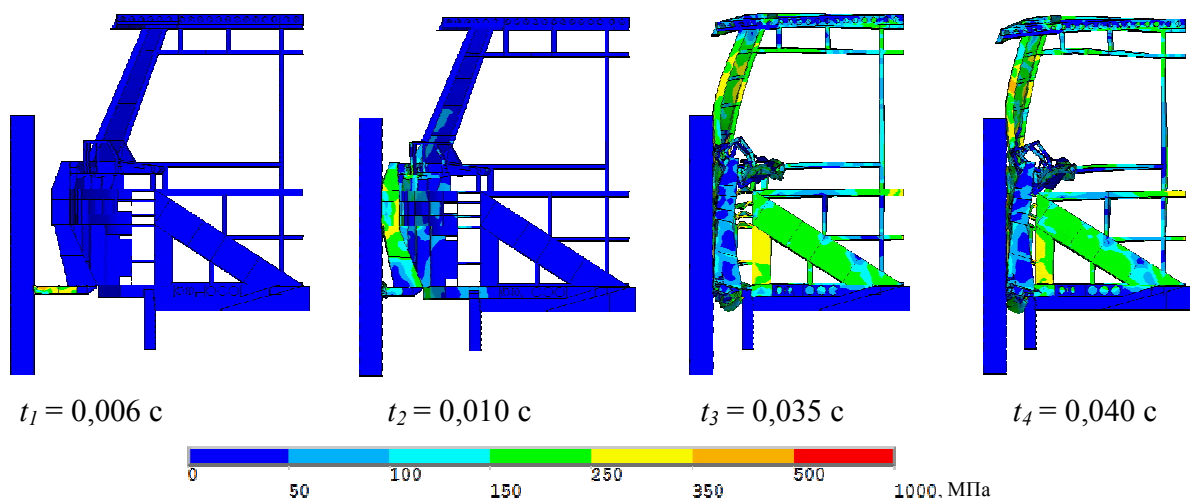 t₁ = 0,006 с
t₂ = 0,010 с
t₃ = 0,035 с
t₄ = 0,040 с
0 100 250 500
50 150 350 1000, МПа